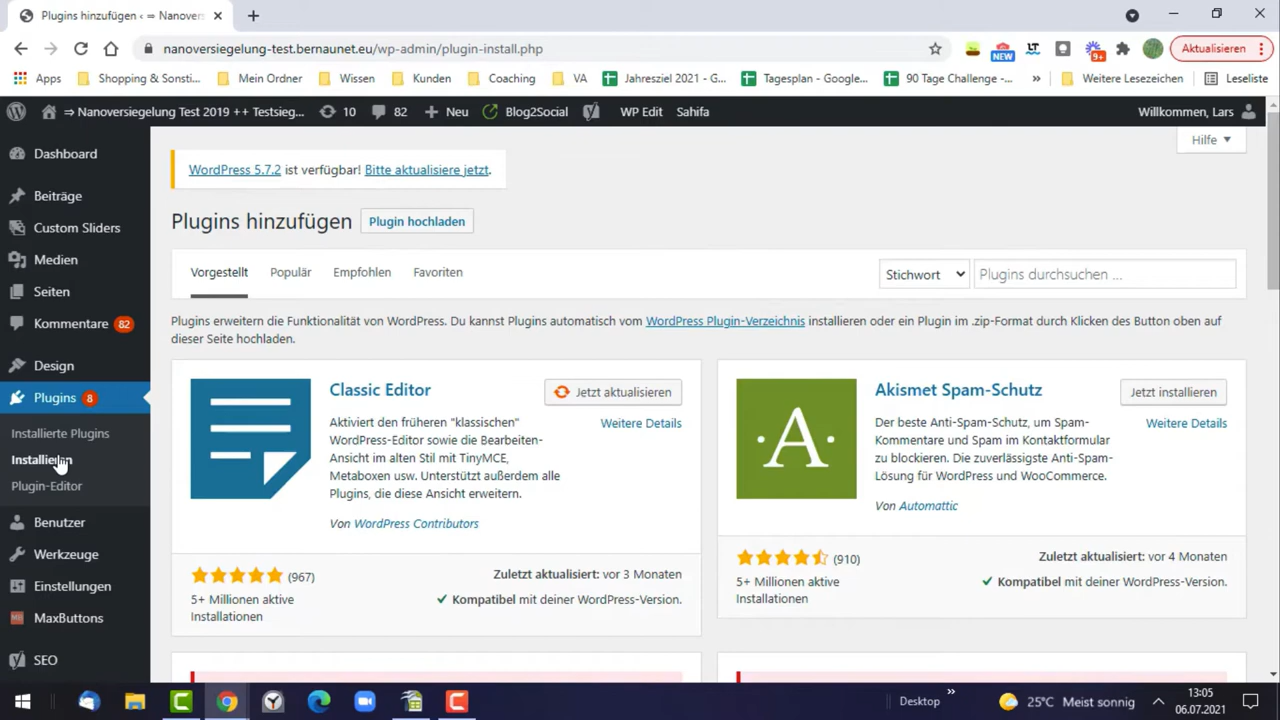 Plugins hinzufügen ‹ ⇒ Nanovers
nanoversiegelung-test.bernaunet.eu/wp-admin/plugin-install.php
NEW
LT
9+
Aktualisieren
Apps
Shopping & Sonsti...
Mein Ordner
Wissen
Kunden
Coaching
VA
Jahresziel 2021 - G...
Tagesplan - Google...
90 Tage Challenge -...
»
Weitere Lesezeichen
Leseliste
⇒ Nanoversiegelung Test 2019 ++ Testsieg...
10
82
Neu
Blog2Social
WP Edit
Sahifa
Willkommen, Lars
Dashboard
Beiträge
Custom Sliders
Medien
Seiten
Kommentare 82
Design
Plugins 8
Installierte Plugins
Installieren
Plugin-Editor
Benutzer
Werkzeuge
Einstellungen
MaxButtons
SEO
Hilfe
WordPress 5.7.2 ist verfügbar! Bitte aktualisiere jetzt.
Plugins hinzufügen
Plugin hochladen
Vorgestellt
Populär
Empfohlen
Favoriten
Stichwort
Plugins durchsuchen ...
Plugins erweitern die Funktionalität von WordPress. Du kannst Plugins automatisch vom WordPress Plugin-Verzeichnis installieren oder ein Plugin im .zip-Format durch Klicken des Button oben auf
dieser Seite hochladen.
Classic Editor
Jetzt aktualisieren
Weitere Details
Aktiviert den früheren "klassischen"
WordPress-Editor sowie die Bearbeiten-
Ansicht im alten Stil mit TinyMCE,
Metaboxen usw. Unterstützt außerdem alle
Plugins, die diese Ansicht erweitern.
Von WordPress Contributors
(967)
5+ Millionen aktive
Installationen
Zuletzt aktualisiert: vor 3 Monaten
Kompatibel mit deiner WordPress-Version.
A
Akismet Spam-Schutz
Jetzt installieren
Weitere Details
Der beste Anti-Spam-Schutz, um Spam-
Kommentare und Spam im Kontaktformular
zu blockieren. Die zuverlässigste Anti-Spam-
Lösung für WordPress und WooCommerce.
Von Automattic
(910)
5+ Millionen aktive
Installationen
Zuletzt aktualisiert: vor 4 Monaten
Kompatibel mit deiner WordPress-Version.
Desktop
»
25°C Meist sonnig
13:05
06.07.2021